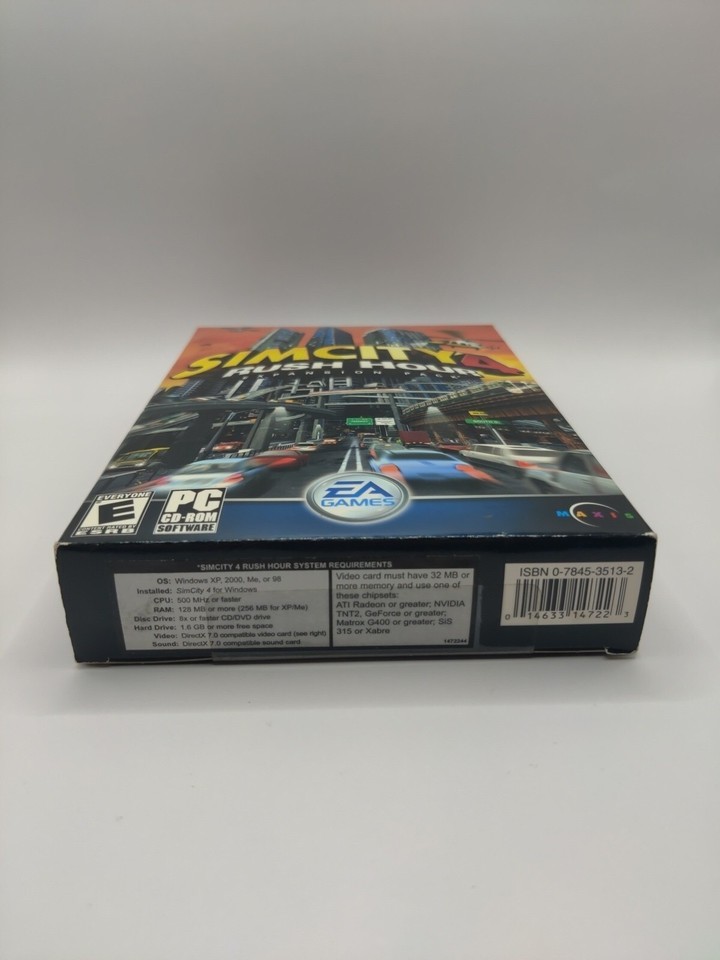 SIMCITY 4
RUSH HOUR
EXPANSION PACK
EVERYONE
E
CONTENT RATED BY
ESRB
PC
CD-ROM
SOFTWARE
EA
GAMES
MAXIS
*SIMCITY 4 RUSH HOUR SYSTEM REQUIREMENTS
OS: Windows XP, 2000, Me, or 98
Installed: SimCity 4 for Windows
CPU: 500 MHz or faster
RAM: 128 MB or more (256 MB for XP/Me)
Disc Drive: 8x or faster CD/DVD drive
Hard Drive: 1.6 GB or more free space
Video: DirectX 7.0 compatible video card (see right)
Sound: DirectX 7.0 compatible sound card
Video card must have 32 MB or
more memory and use one of
these chipsets:
ATI Radeon or greater; NVIDIA
TNT2, GeForce or greater;
Matrox G400 or greater; SiS
315 or Xabre
1472244
ISBN 0-7845-3513-2
0 14633 14722 3